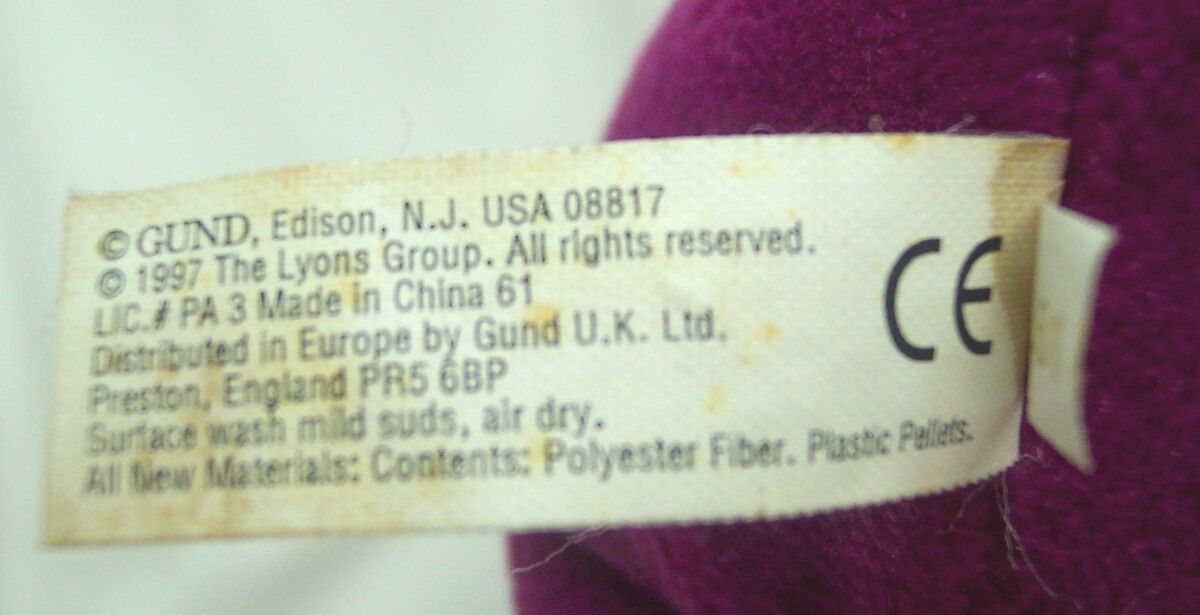 © GUND, Edison, N.J. USA 08817
© 1997 The Lyons Group. All rights reserved.
LIC.# PA 3 Made in China 61
Distributed in Europe by Gund U.K. Ltd.
Preston, England PR5 6BP
Surface wash mild suds, air dry.
All New Materials: Contents: Polyester Fiber. Plastic Pellets.
CE